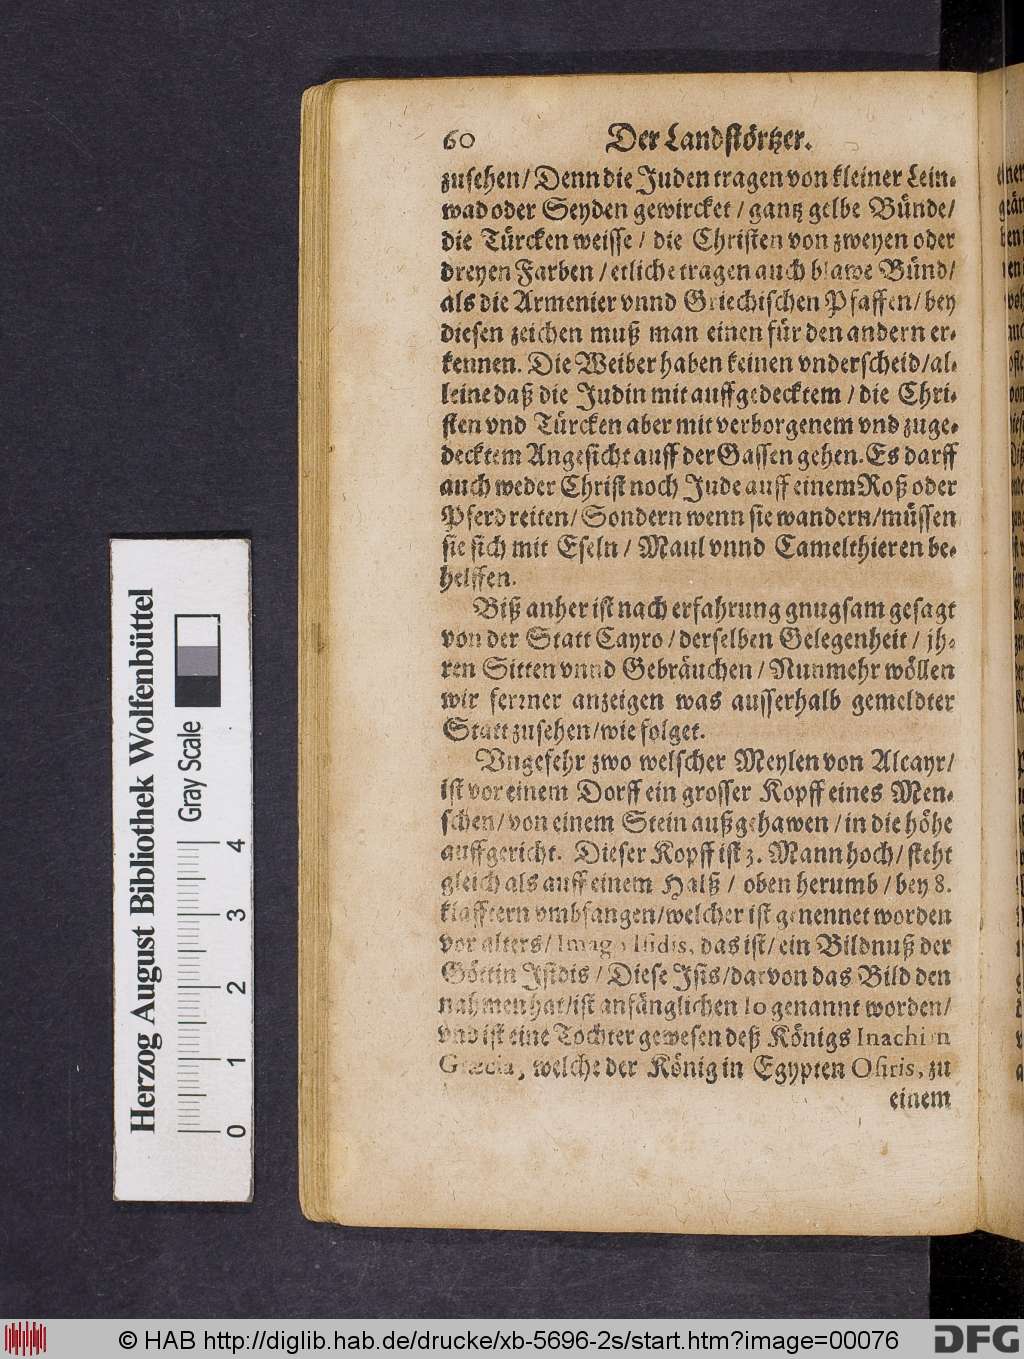 60 Der Landstörtzer.
zusehen / Denn die Juden tragen von kleiner Lein-
wad oder Seyden gewircket / gantz gelbe Bünde /
die Türcken weisse / die Christen von zweyen oder
dreyen Farben / etliche tragen auch blawe Bünd /
als die Armenier vnnd Griechischen Pfaffen / bey
diesen zeichen muß man einen für den andern er-
kennen. Die Weiber haben keinen vnderscheid / al-
leine daß die Judin mit auffgedecktem / die Chri-
sten vnd Türcken aber mit verborgenem vnd zuge-
decktem Angesicht auff der Gassen gehen. Es darff
auch weder Christ noch Jude auff einem Roß oder
Pferd reiten / Sondern wenn sie wandern / müssen
sie sich mit Eseln / Maul vnnd Camelthieren be-
helffen.
Biß anher ist nach erfahrung gnugsam gesagt
von der Statt Cayro / derselben Gelegenheit / jh-
ren Sitten vnnd Gebräuchen / Nunmehr wöllen
wir ferrner anzeigen was ausserhalb gemeldter
Statt zusehen / wie folget.
Vngefehr zwo welscher Meylen von Alcayr /
ist vor einem Dorff ein grosser Kopff eines Men-
schen / von einem Stein außgehawen / in die höhe
auffgericht. Dieser Kopff ist 3. Mann hoch / steht
gleich als auff einem Halß / oben herumb / bey 8.
klafftern vmbfangen / welcher ist genennet worden
vor alters / Imago Isidis, das ist / ein Bildnuß der
Göttin Isidis / Diese Isis / darvon das Bild den
nahmen hat / ist anfänglichen Io genannt worden /
vnd ist eine Tochter gewesen deß Königs Inachi in
Græcia, welche der König in Egypten Osiris, zu
einem
Herzog August Bibliothek Wolfenbüttel
Gray Scale
0 1 2 3 4
© HAB http://diglib.hab.de/drucke/xb-5696-2s/start.htm?image=00076
DFG